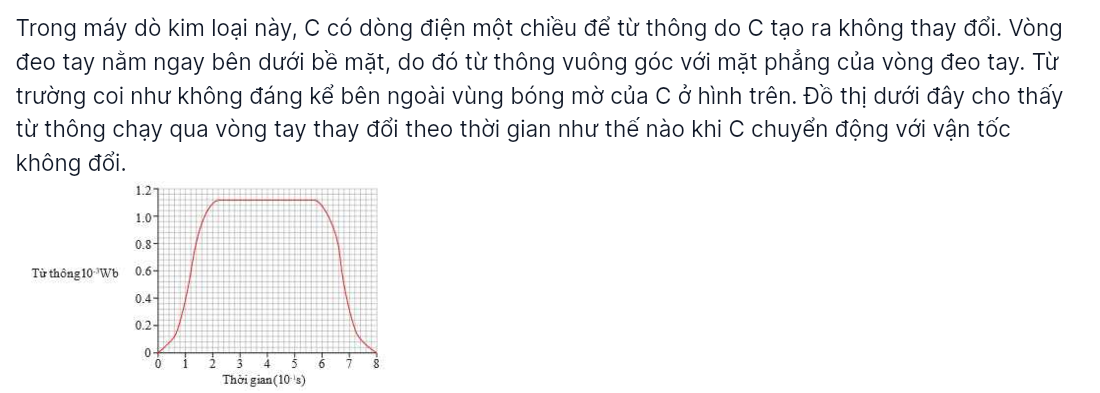 Trong máy dò kim loại này, C có dòng điện một chiều để từ thông do C tạo ra không thay đổi. Vòng
đeo tay nằm ngay bên dưới bề mặt, do đó từ thông vuông góc với mặt phẳng của vòng đeo tay. Từ
trường coi như không đáng kể bên ngoài vùng bóng mờ của C ở hình trên. Đồ thị dưới đây cho thấy
từ thông chạy qua vòng tay thay đổi theo thời gian như thế nào khi C chuyển động với vận tốc
không đổi.
1.2
1.0
0.8
Từ thông10⁻³Wb
0.6
0.4
0.2
0
0 1 2 3 4 5 6 7 8
Thời gian(10⁻¹s)